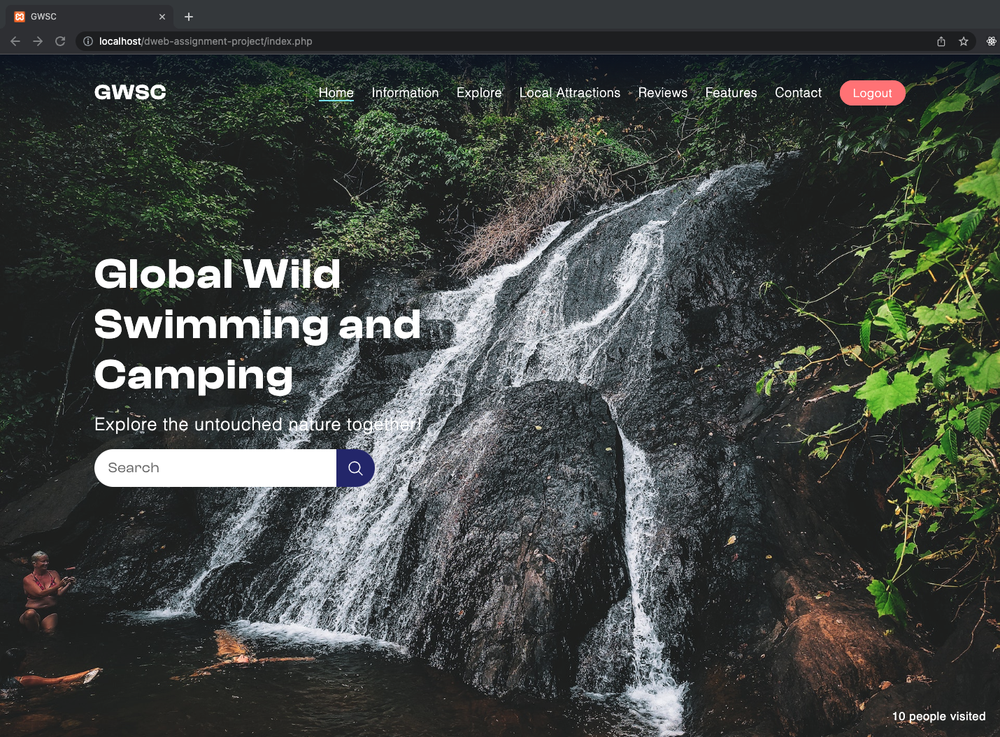 GWSC
localhost/dweb-assignment-project/index.php
GWSC
Home Information Explore Local Attractions Reviews Features Contact Logout
Global Wild
Swimming and
Camping
Explore the untouched nature together!
Search
10 people visited